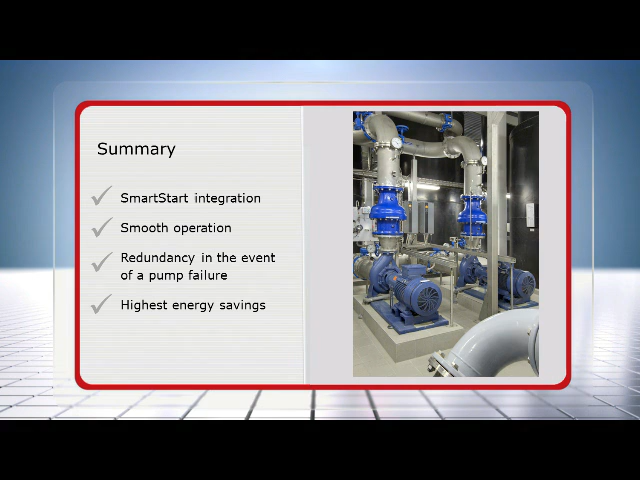 Summary
SmartStart integration
Smooth operation
Redundancy in the event
of a pump failure
Highest energy savings